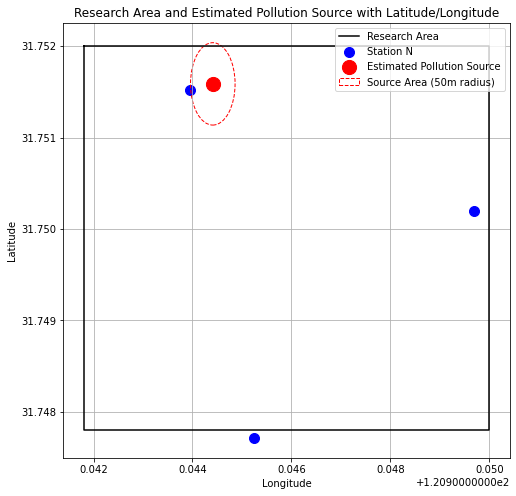 Research Area and Estimated Pollution Source with Latitude/Longitude
Research Area
Station N
Estimated Pollution Source
Source Area (50m radius)
31.752
31.751
31.750
31.749
31.748
Latitude
0.042 0.044 0.046 0.048 0.050
+1.2090000000e2
Longitude